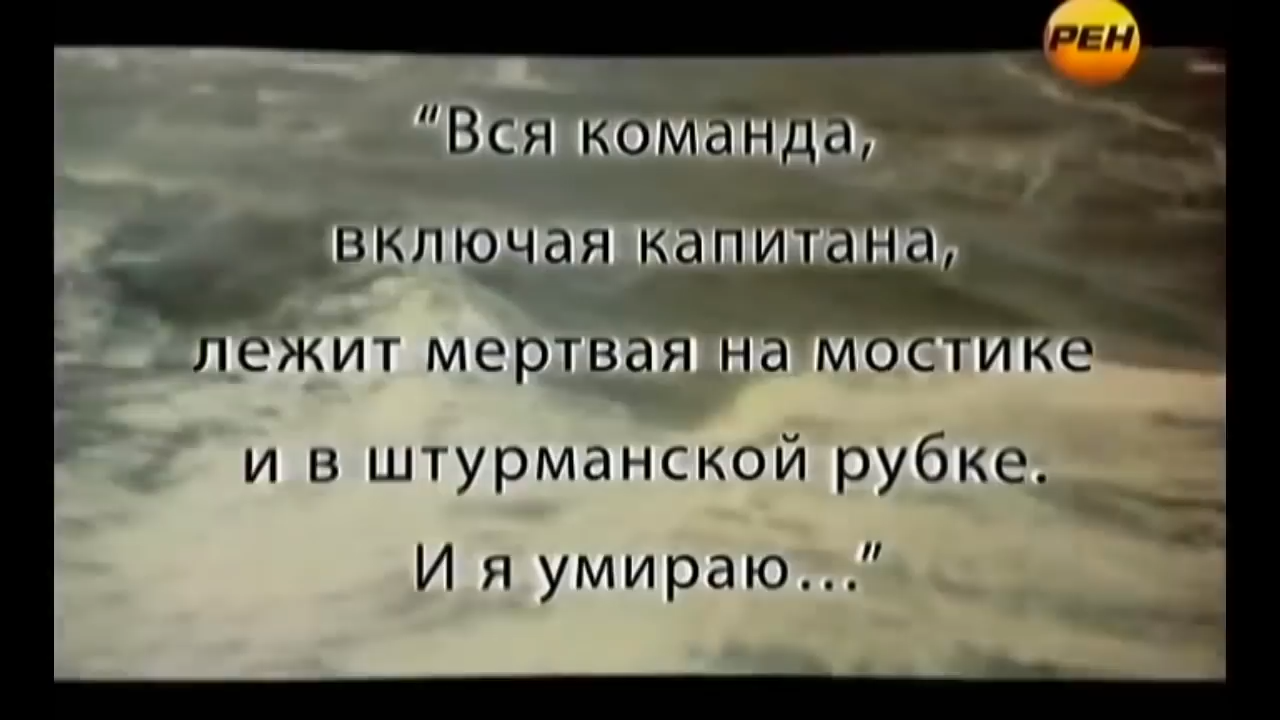 РЕН
“Вся команда,
включая капитана,
лежит мертвая на мостике
и в штурманской рубке.
И я умираю...”